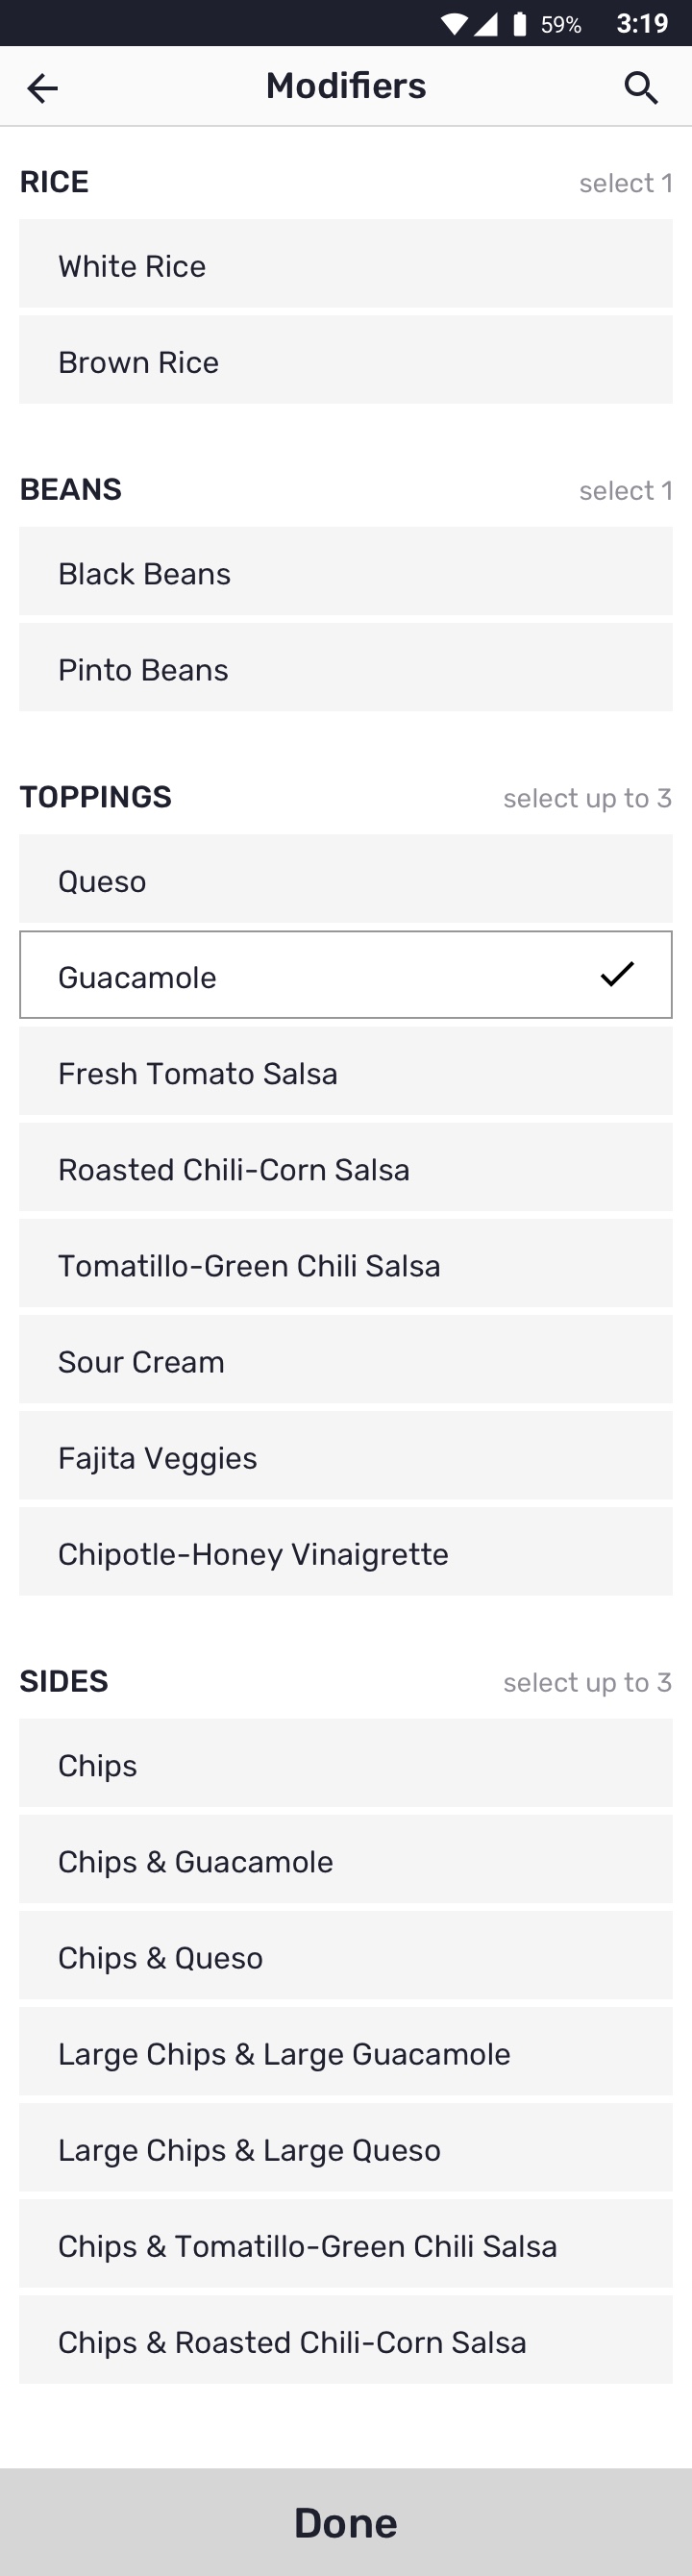 59% 3:19
Modifiers
RICE select 1
White Rice
Brown Rice
BEANS select 1
Black Beans
Pinto Beans
TOPPINGS select up to 3
Queso
Guacamole
Fresh Tomato Salsa
Roasted Chili-Corn Salsa
Tomatillo-Green Chili Salsa
Sour Cream
Fajita Veggies
Chipotle-Honey Vinaigrette
SIDES select up to 3
Chips
Chips & Guacamole
Chips & Queso
Large Chips & Large Guacamole
Large Chips & Large Queso
Chips & Tomatillo-Green Chili Salsa
Chips & Roasted Chili-Corn Salsa
Done